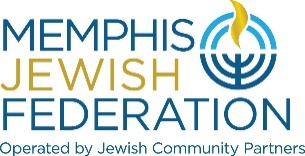 MEMPHIS
JEWISH
FEDERATION
Operated by Jewish Community Partners